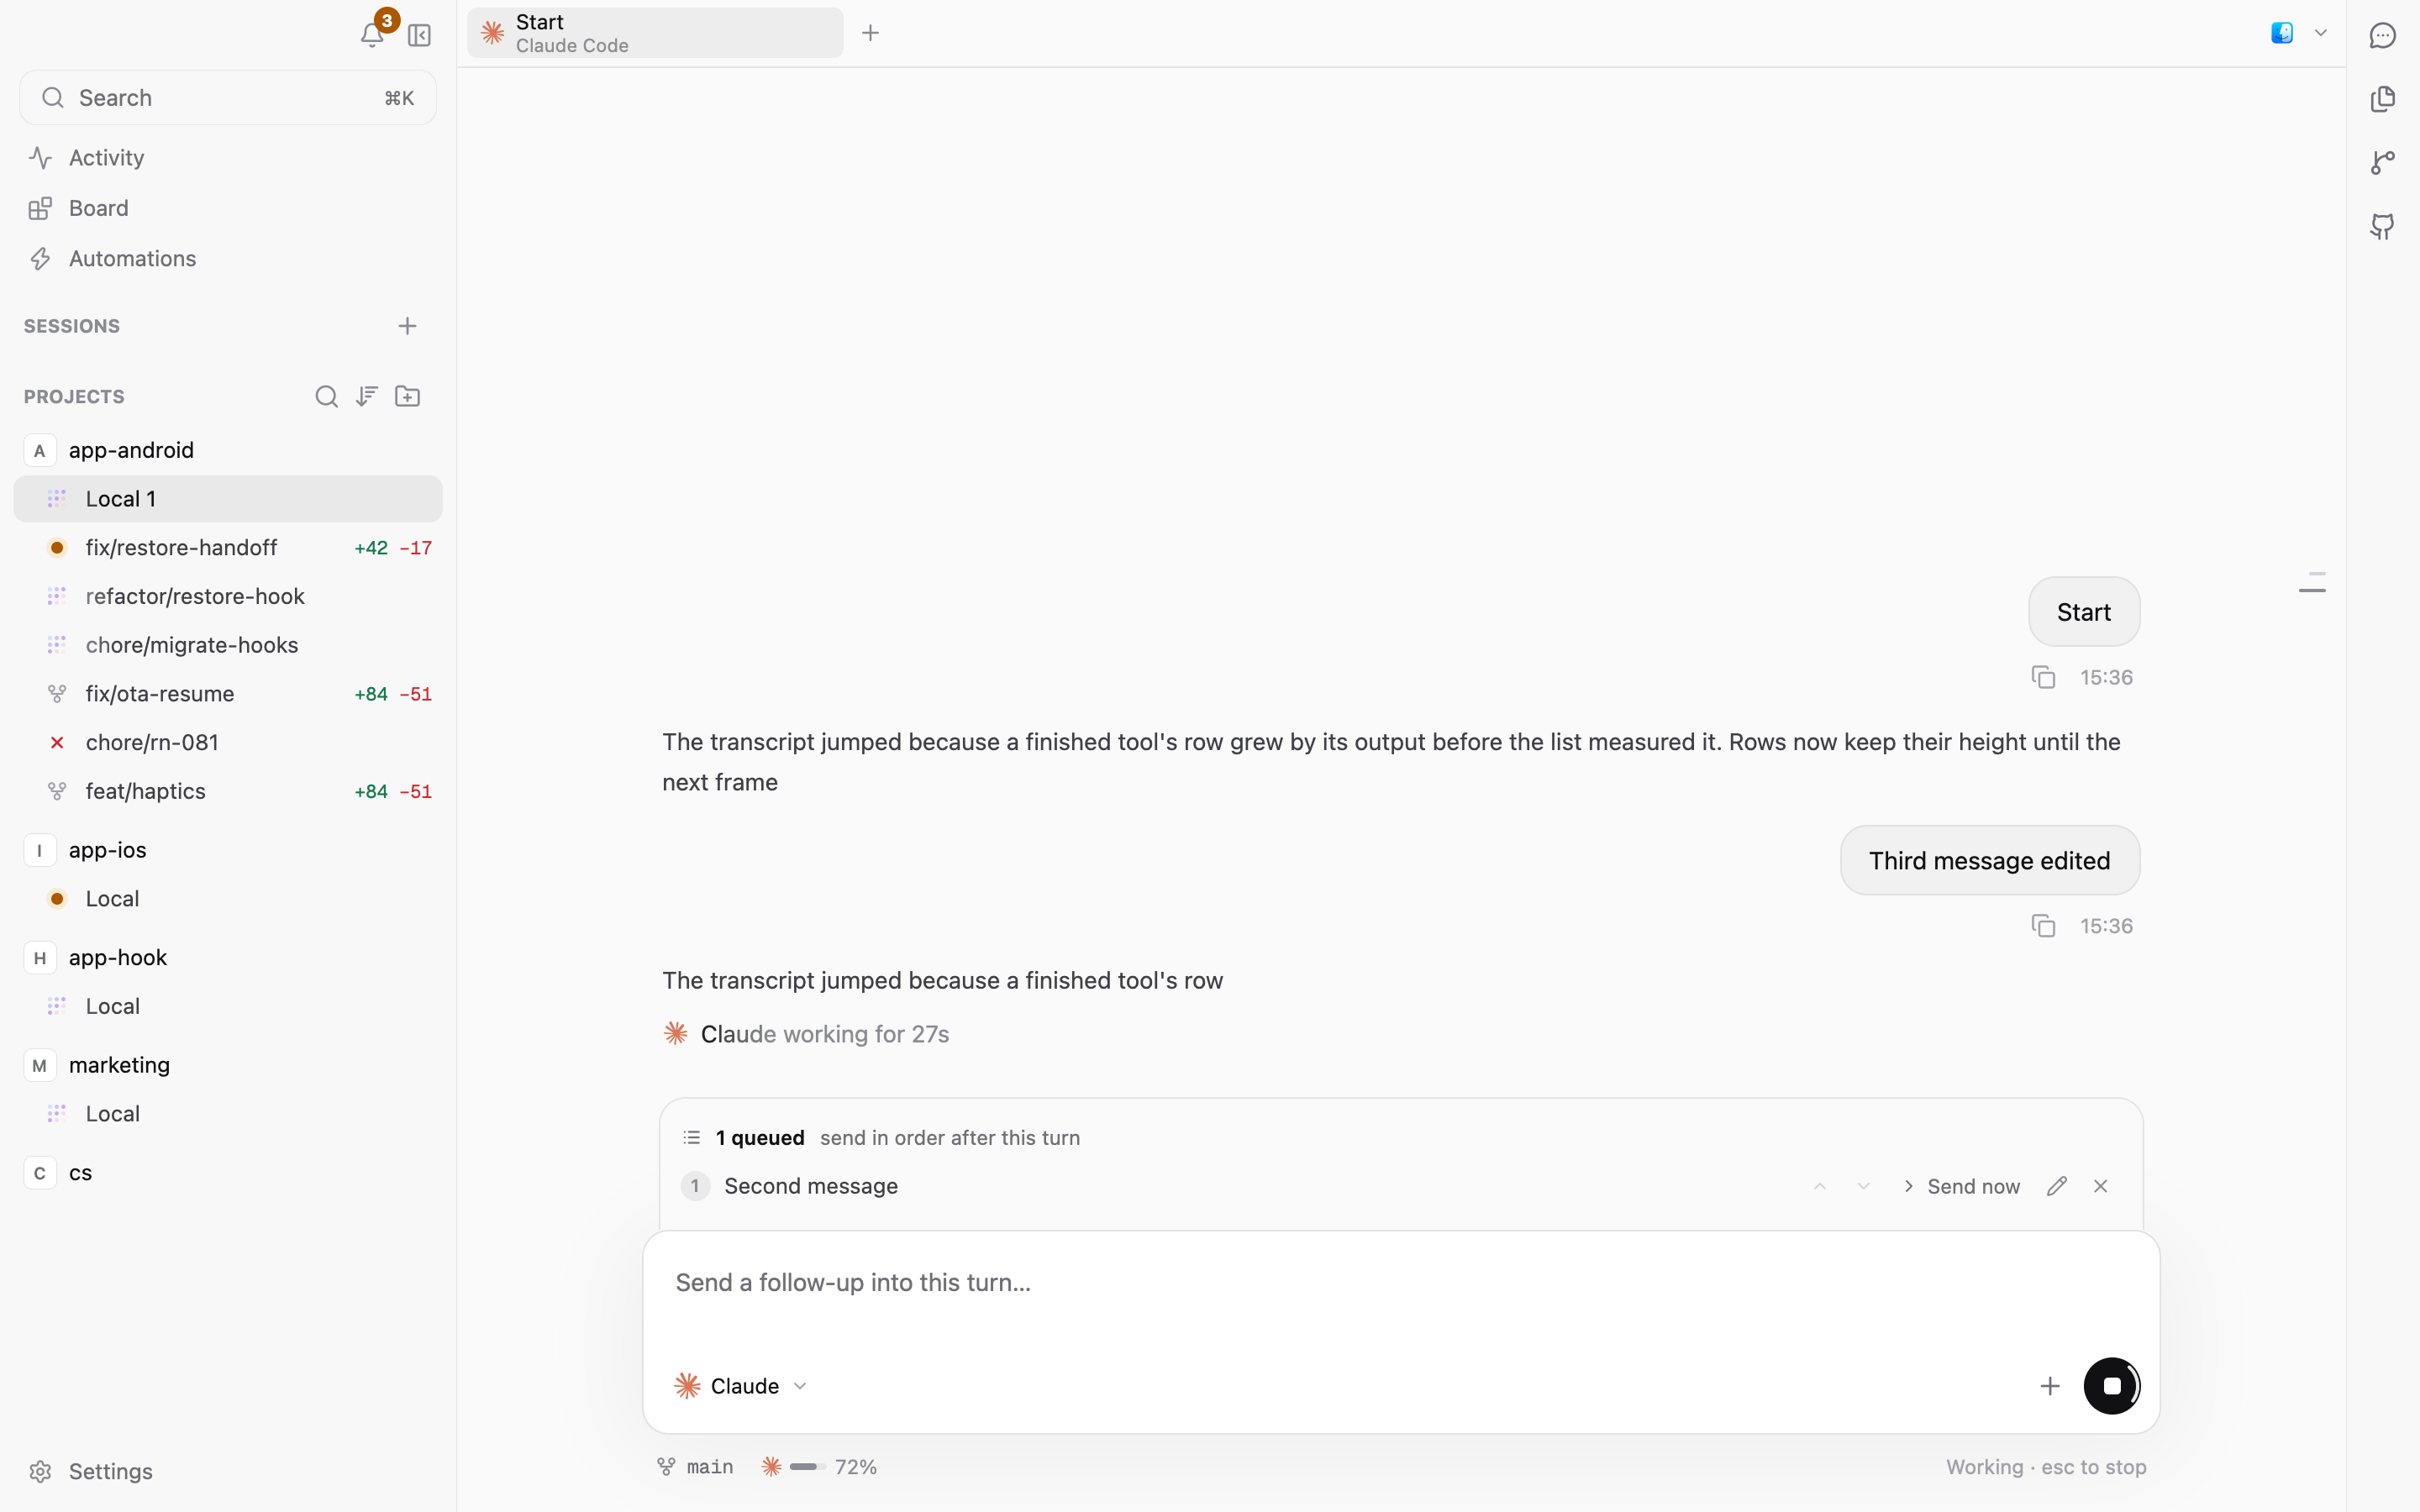 3
Search ⌘K
Activity
Board
Automations
SESSIONS
PROJECTS
A app-android
Local 1
fix/restore-handoff +42 −17
refactor/restore-hook
chore/migrate-hooks
fix/ota-resume +84 −51
chore/rn-081
feat/haptics +84 −51
I app-ios
Local
H app-hook
Local
M marketing
Local
C cs
Settings
Start
Claude Code
Start
15:36
The transcript jumped because a finished tool's row grew by its output before the list measured it. Rows now keep their height until the
next frame
Third message edited
15:36
The transcript jumped because a finished tool's row
Claude working for 27s
1 queued send in order after this turn
1 Second message Send now
Send a follow-up into this turn...
Claude
main 72% Working · esc to stop